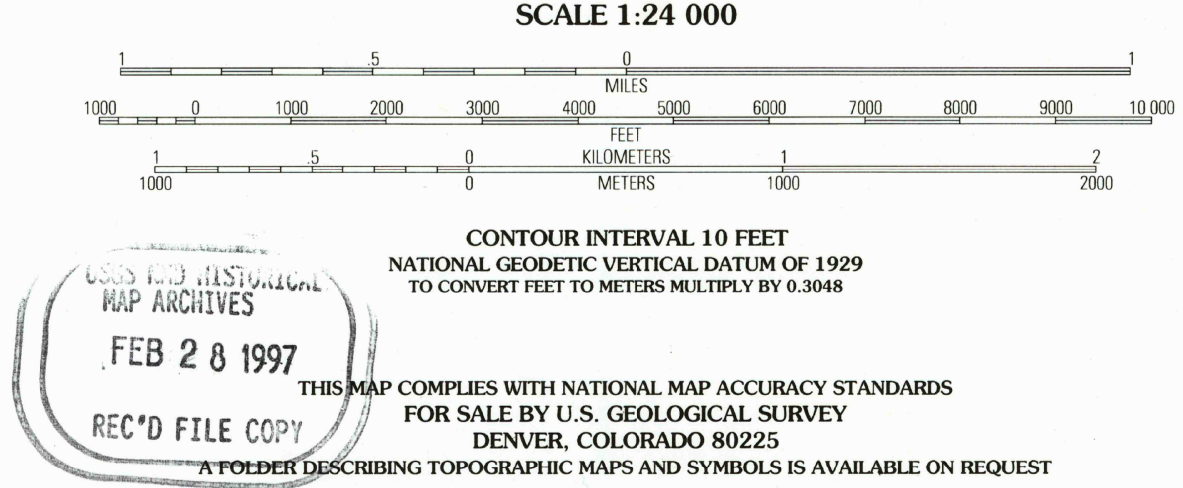 SCALE 1:24 000
1 .5 0 1
MILES
1000 0 1000 2000 3000 4000 5000 6000 7000 8000 9000 10 000
FEET
1 .5 0 KILOMETERS 1 2
1000 0 METERS 1000 2000
CONTOUR INTERVAL 10 FEET
NATIONAL GEODETIC VERTICAL DATUM OF 1929
TO CONVERT FEET TO METERS MULTIPLY BY 0.3048
USGS AND HISTORICAL
MAP ARCHIVES
FEB 28 1997
REC'D FILE COPY
THIS MAP COMPLIES WITH NATIONAL MAP ACCURACY STANDARDS
FOR SALE BY U.S. GEOLOGICAL SURVEY
DENVER, COLORADO 80225
A FOLDER DESCRIBING TOPOGRAPHIC MAPS AND SYMBOLS IS AVAILABLE ON REQUEST